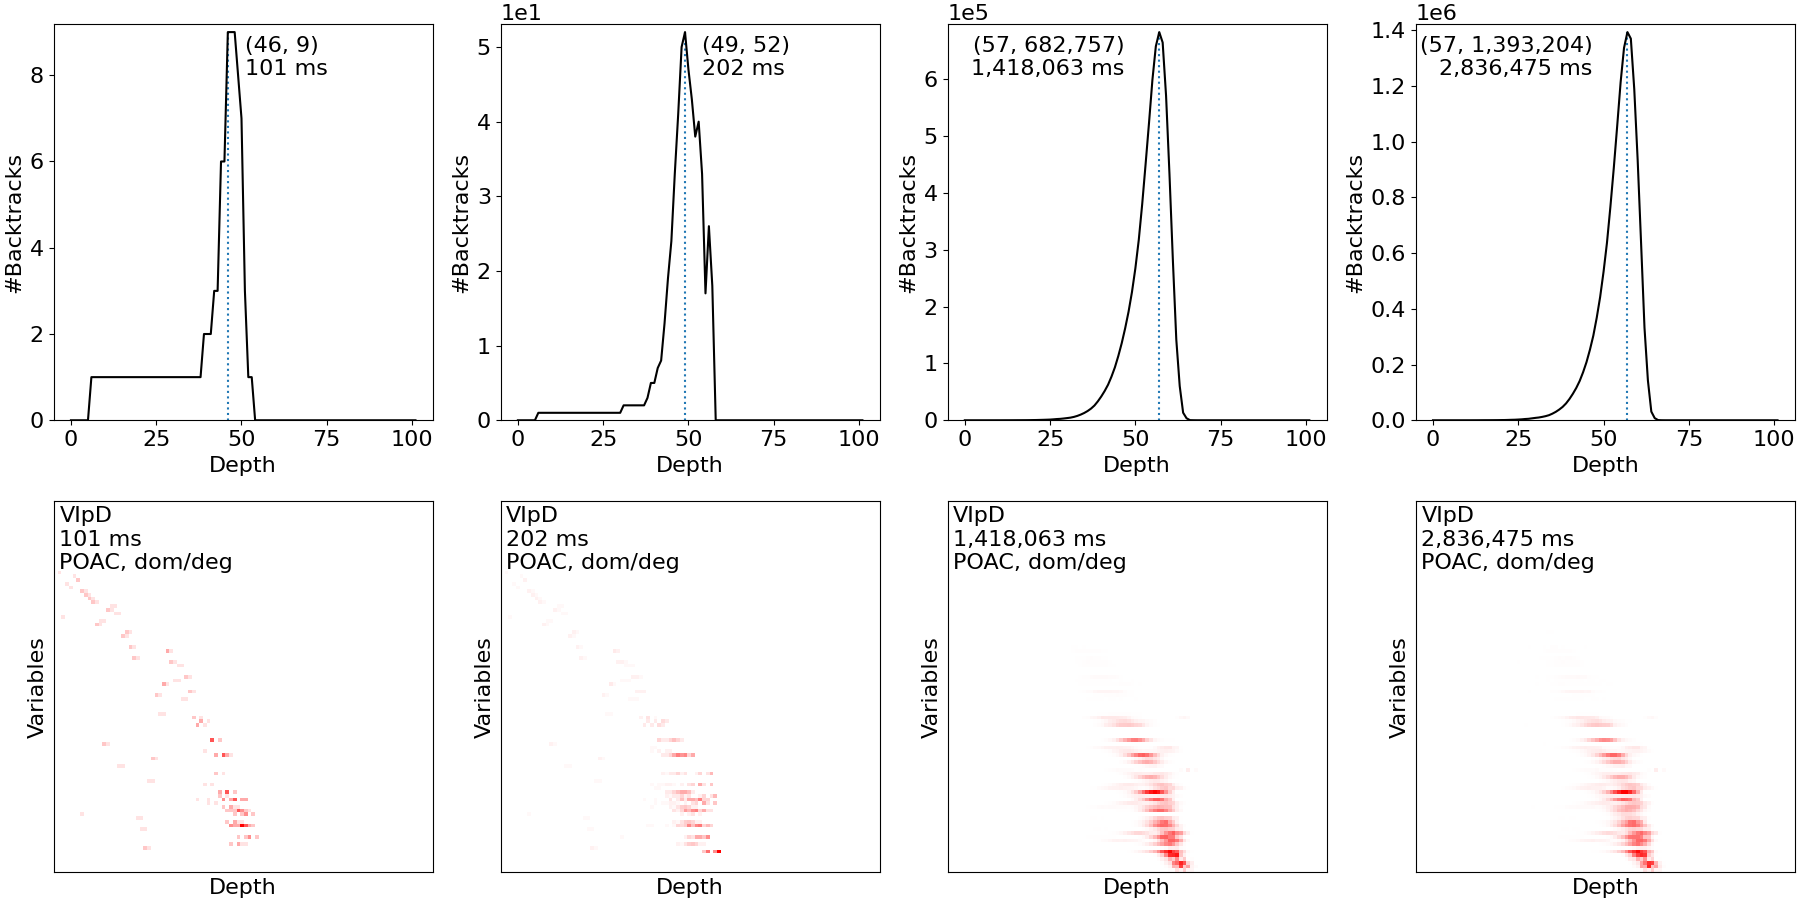 1e1
1e5
1e6
(46, 9)
101 ms
(49, 52)
202 ms
(57, 682,757)
1,418,063 ms
(57, 1,393,204)
2,836,475 ms
#Backtracks
8
6
4
2
0
0
25
50
75
100
Depth
#Backtracks
5
4
3
2
1
0
0
25
50
75
100
Depth
#Backtracks
6
5
4
3
2
1
0
0
25
50
75
100
Depth
#Backtracks
1.4
1.2
1.0
0.8
0.6
0.4
0.2
0.0
0
25
50
75
100
Depth
VIpD
101 ms
POAC, dom/deg
Variables
Depth
VIpD
202 ms
POAC, dom/deg
Variables
Depth
VIpD
1,418,063 ms
POAC, dom/deg
Variables
Depth
VIpD
2,836,475 ms
POAC, dom/deg
Variables
Depth